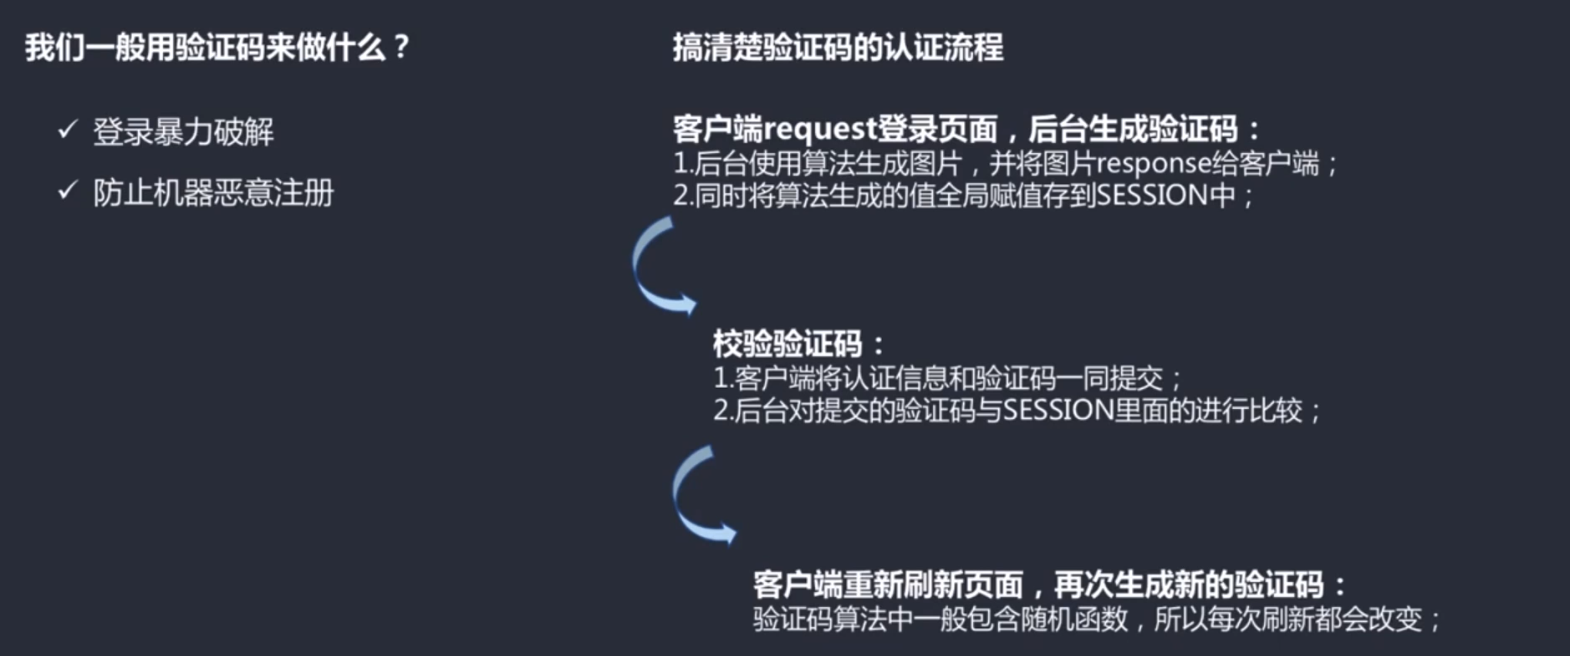 我们一般用验证码来做什么？
✓ 登录暴力破解
✓ 防止机器恶意注册
搞清楚验证码的认证流程
客户端request登录页面，后台生成验证码：
1.后台使用算法生成图片，并将图片response给客户端；
2.同时将算法生成的值全局赋值存到SESSION中；
校验验证码：
1.客户端将认证信息和验证码一同提交；
2.后台对提交的验证码与SESSION里面的进行比较；
客户端重新刷新页面，再次生成新的验证码：
验证码算法中一般包含随机函数，所以每次刷新都会改变；